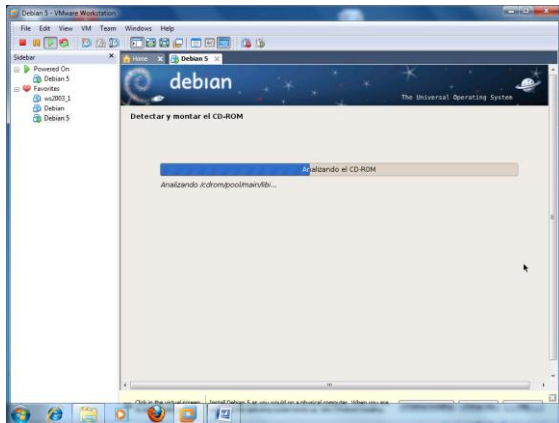 Debian 5 - VMware Workstation
File Edit View VM Team Windows Help
Sidebar
Home
Debian 5
Powered On
Debian 5
Favorites
ws2003_1
Debian
Debian 5
debian
The Universal Operating System
Detectar y montar el CD-ROM
Analizando el CD-ROM
Analizando /cdrom/pool/main/libi...
Click in the virtual screen
Install Debian 5 as you would on a physical computer. When you are